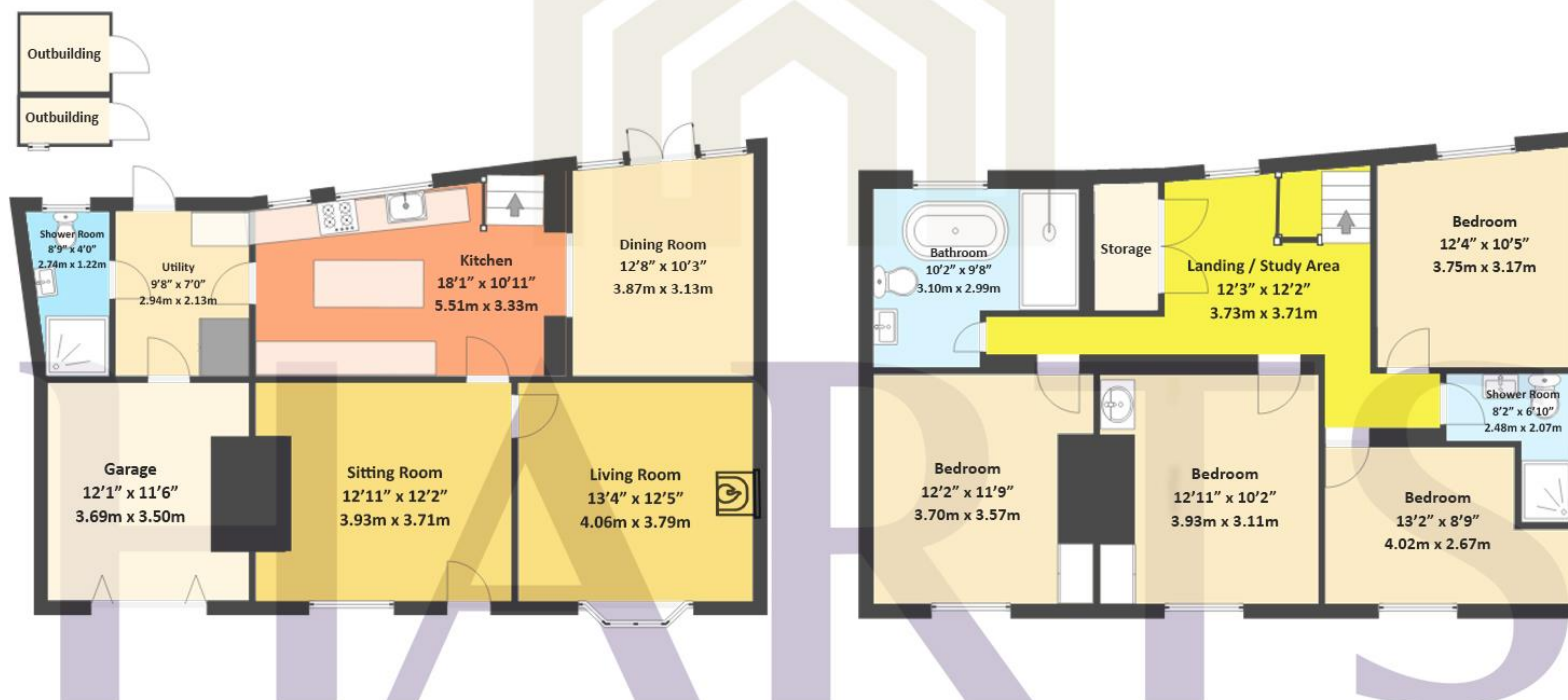 Outbuilding
Outbuilding
Shower Room
8'9" x 4'0"
2.74m x 1.22m
Utility
9'8" x 7'0"
2.94m x 2.13m
Kitchen
18'1" x 10'11"
5.51m x 3.33m
Dining Room
12'8" x 10'3"
3.87m x 3.13m
Garage
12'1" x 11'6"
3.69m x 3.50m
Sitting Room
12'11" x 12'2"
3.93m x 3.71m
Living Room
13'4" x 12'5"
4.06m x 3.79m
Bathroom
10'2" x 9'8"
3.10m x 2.99m
Storage
Landing / Study Area
12'3" x 12'2"
3.73m x 3.71m
Bedroom
12'4" x 10'5"
3.75m x 3.17m
Shower Room
8'2" x 6'10"
2.48m x 2.07m
Bedroom
12'2" x 11'9"
3.70m x 3.57m
Bedroom
12'11" x 10'2"
3.93m x 3.11m
Bedroom
13'2" x 8'9"
4.02m x 2.67m
HARTS